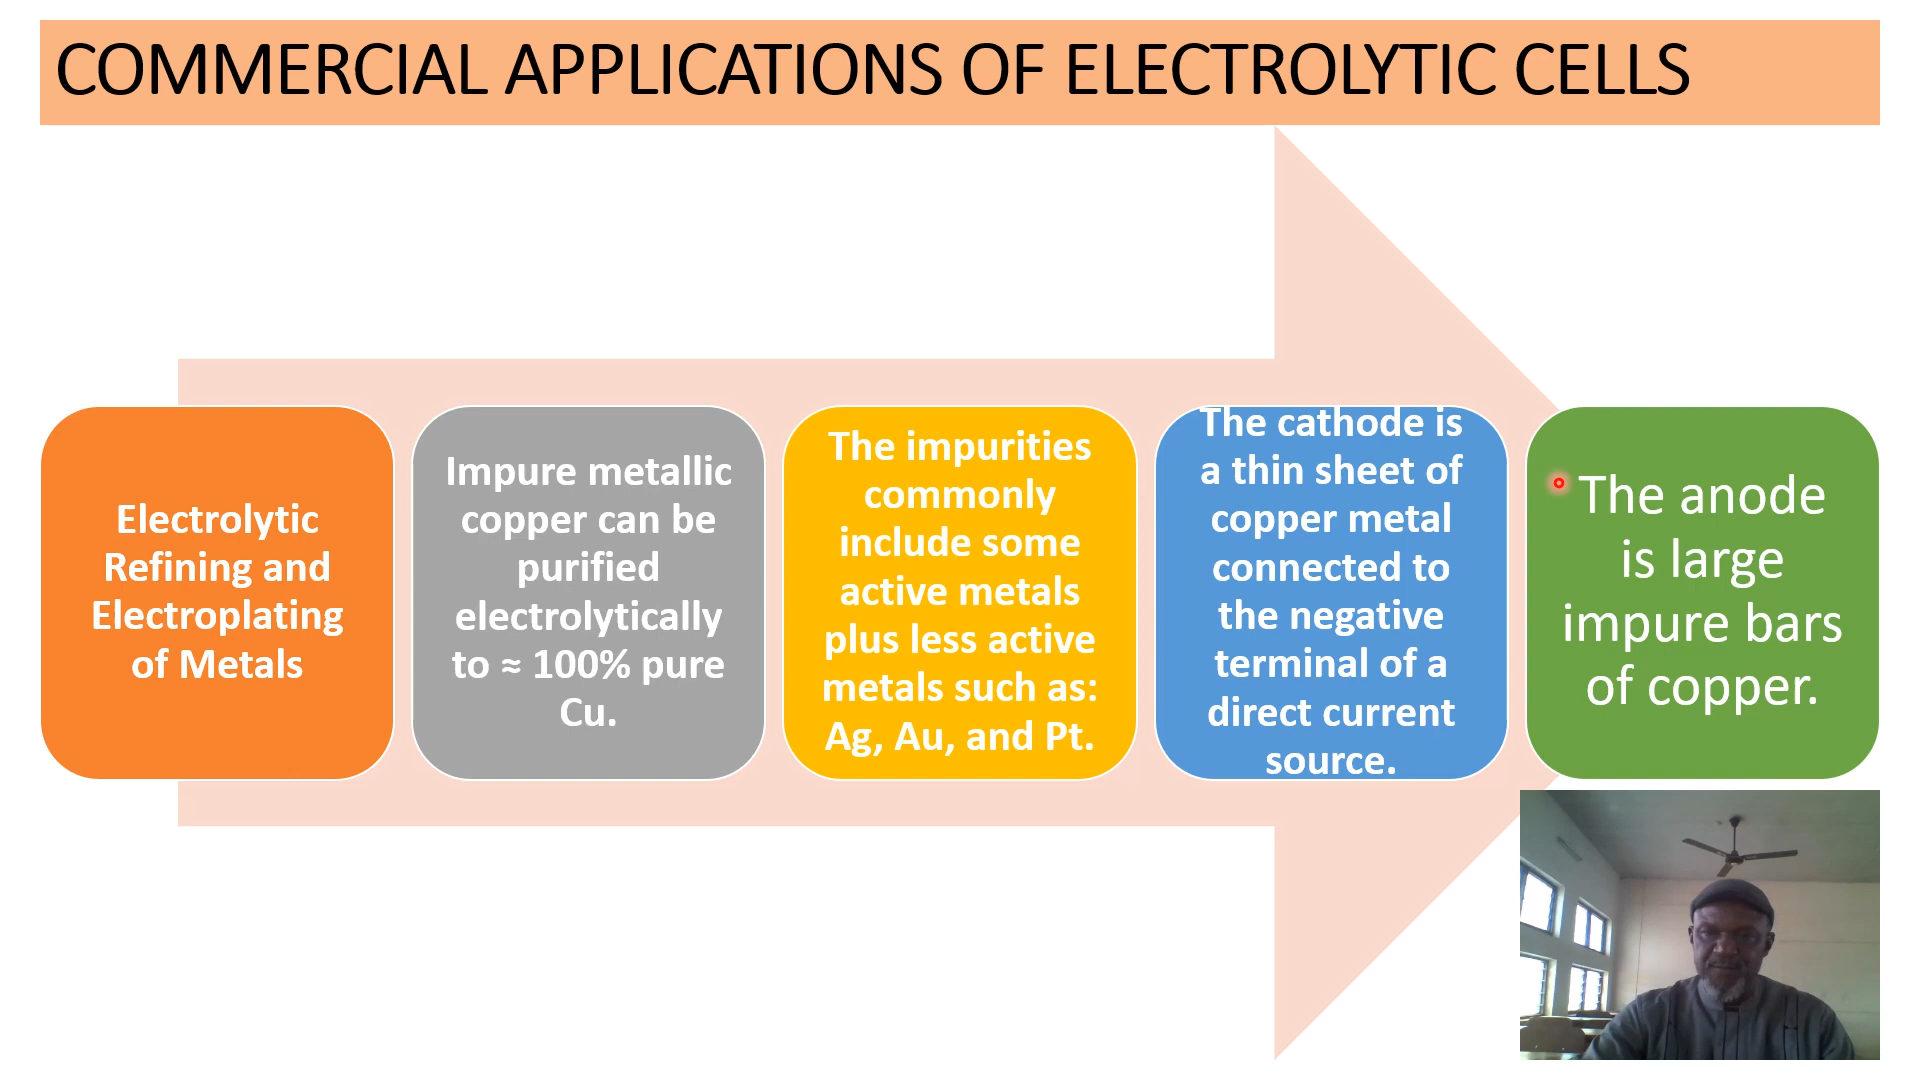 COMMERCIAL APPLICATIONS OF ELECTROLYTIC CELLS
Electrolytic
Refining and
Electroplating
of Metals
Impure metallic
copper can be
purified
electrolytically
to ≈ 100% pure
Cu.
The impurities
commonly
include some
active metals
plus less active
metals such as:
Ag, Au, and Pt.
The cathode is
a thin sheet of
copper metal
connected to
the negative
terminal of a
direct current
source.
The anode
is large
impure bars
of copper.